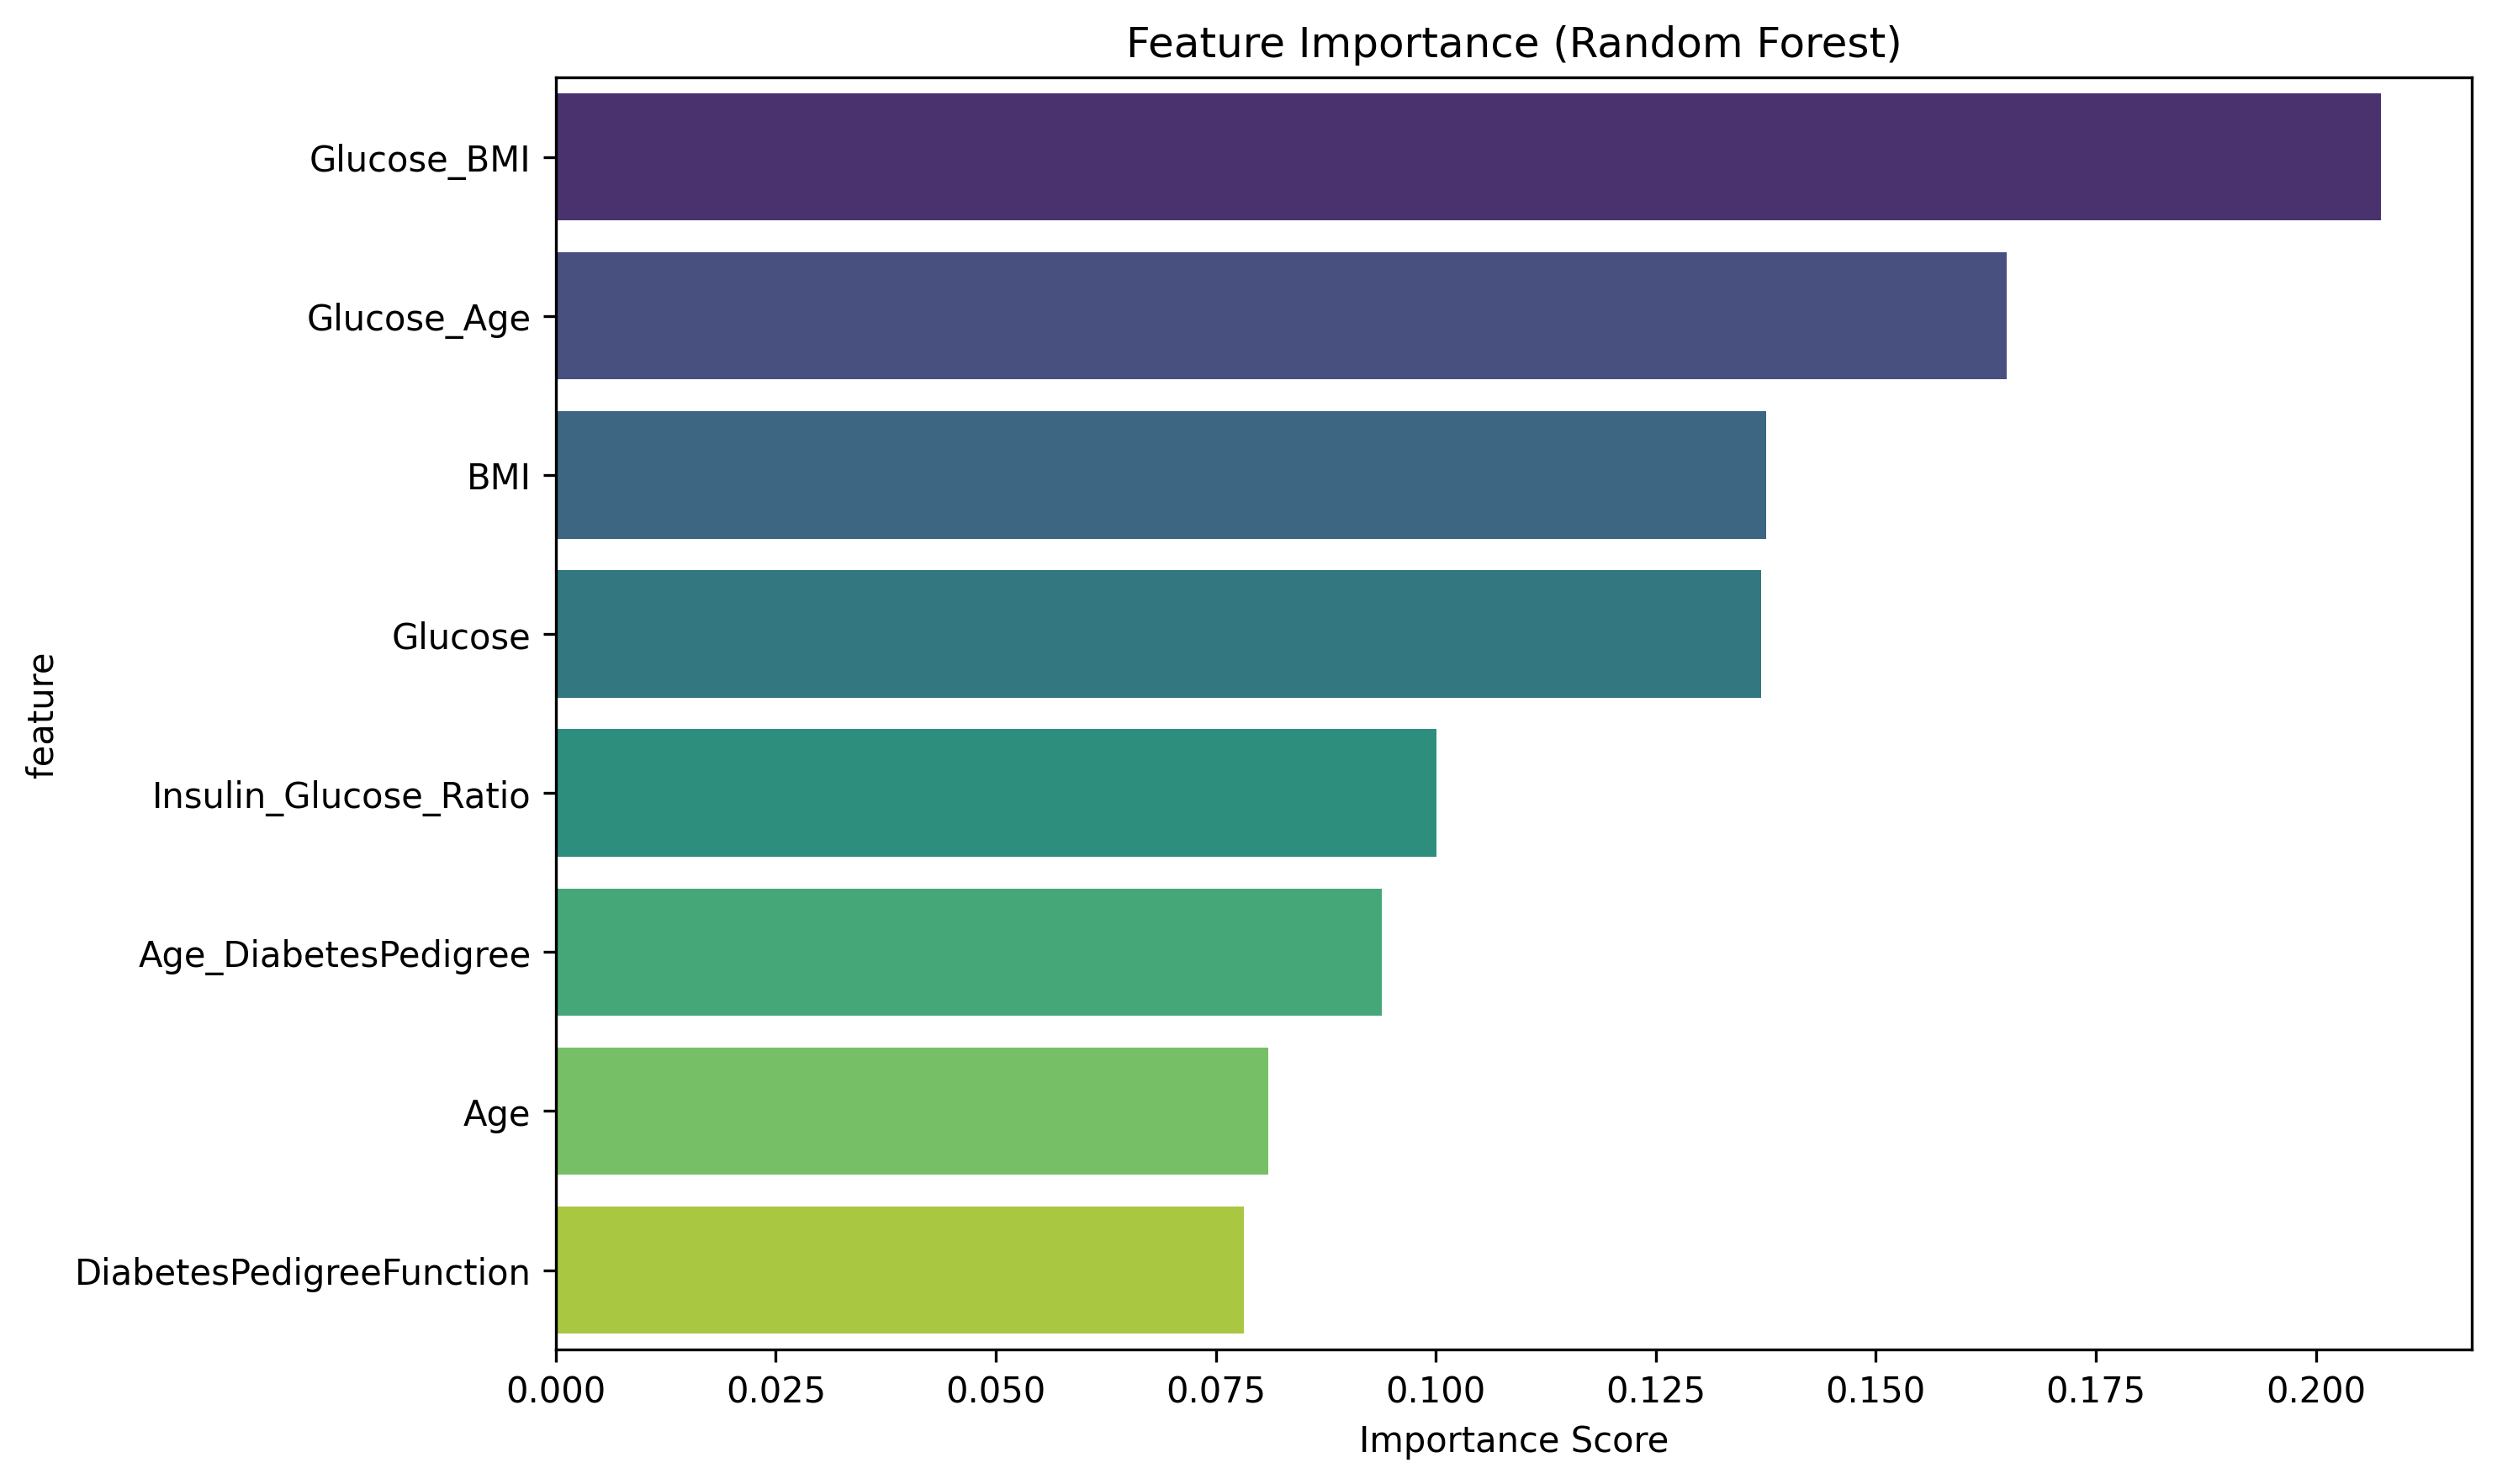 Feature Importance (Random Forest)
Glucose_BMI
Glucose_Age
BMI
Glucose
Insulin_Glucose_Ratio
Age_DiabetesPedigree
Age
DiabetesPedigreeFunction
feature
0.000 0.025 0.050 0.075 0.100 0.125 0.150 0.175 0.200
Importance Score